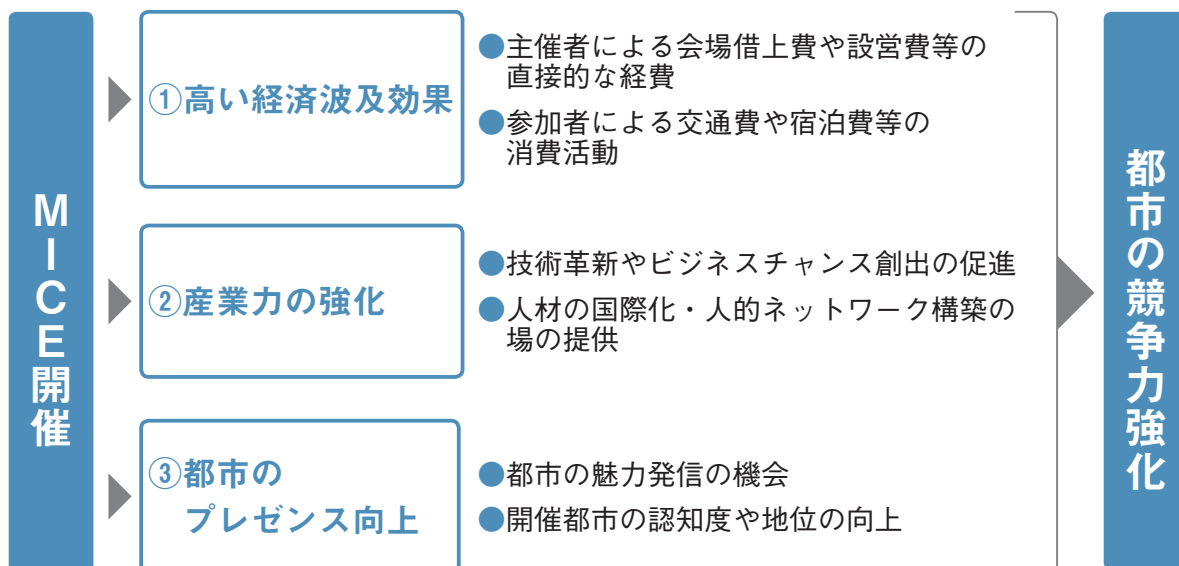 MICE開催
①高い経済波及効果
●主催者による会場借上費や設営費等の
直接的な経費
●参加者による交通費や宿泊費等の
消費活動
②産業力の強化
●技術革新やビジネスチャンス創出の促進
●人材の国際化・人的ネットワーク構築の
場の提供
③都市の
プレゼンス向上
●都市の魅力発信の機会
●開催都市の認知度や地位の向上
都市の競争力強化